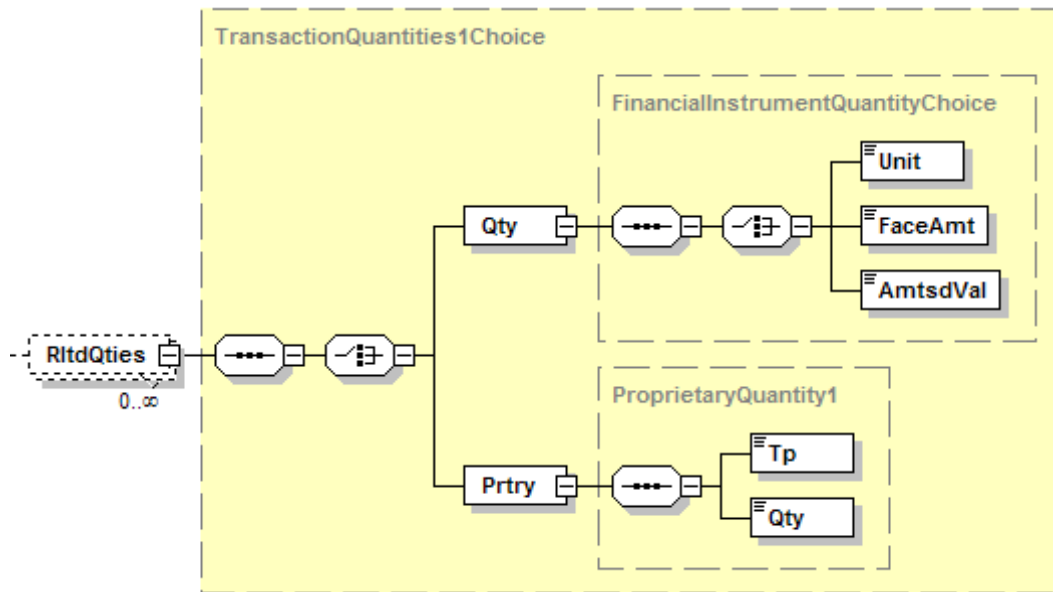 TransactionQuantities1Choice
FinancialInstrumentQuantityChoice
Unit
Qty
FaceAmt
AmtsdVal
RltdQties
0..∞
ProprietaryQuantity1
Tp
Prtry
Qty